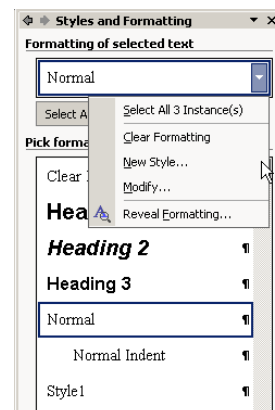 Styles and Formatting
Formatting of selected text
Normal
Select A
Select All 3 Instance(s)
Clear Formatting
New Style...
Modify...
Reveal Formatting...
Pick forma
Clear
Hea
Heading 2 ¶
Heading 3 ¶
Normal ¶
Normal Indent ¶
Style1 ¶